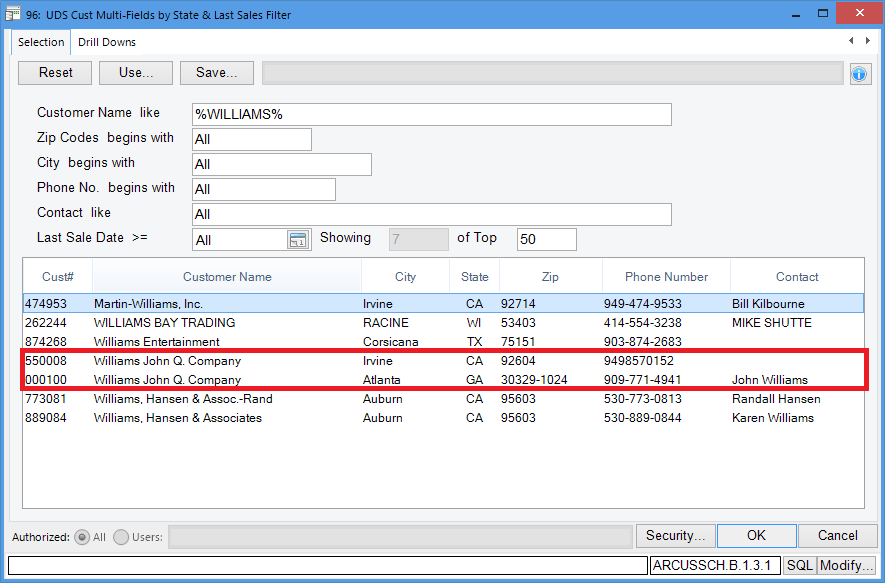 96: UDS Cust Multi-Fields by State & Last Sales Filter
Selection Drill Downs
Reset Use... Save...
Customer Name like %WILLIAMS%
Zip Codes begins with All
City begins with All
Phone No. begins with All
Contact like All
Last Sale Date >= All Showing 7 of Top 50
Cust# Customer Name City State Zip Phone Number Contact
474953 Martin-Williams, Inc. Irvine CA 92714 949-474-9533 Bill Kilbourne
262244 WILLIAMS BAY TRADING RACINE WI 53403 414-554-3238 MIKE SHUTTE
874268 Williams Entertainment Corsicana TX 75151 903-874-2683
550008 Williams John Q. Company Irvine CA 92604 9498570152
000100 Williams John Q. Company Atlanta GA 30329-1024 909-771-4941 John Williams
773081 Williams, Hansen & Assoc.-Rand Auburn CA 95603 530-773-0813 Randall Hansen
889084 Williams, Hansen & Associates Auburn CA 95603 530-889-0844 Karen Williams
Authorized: All Users: Security... OK Cancel
ARCUSSCH.B.1.3.1 SQL Modify...